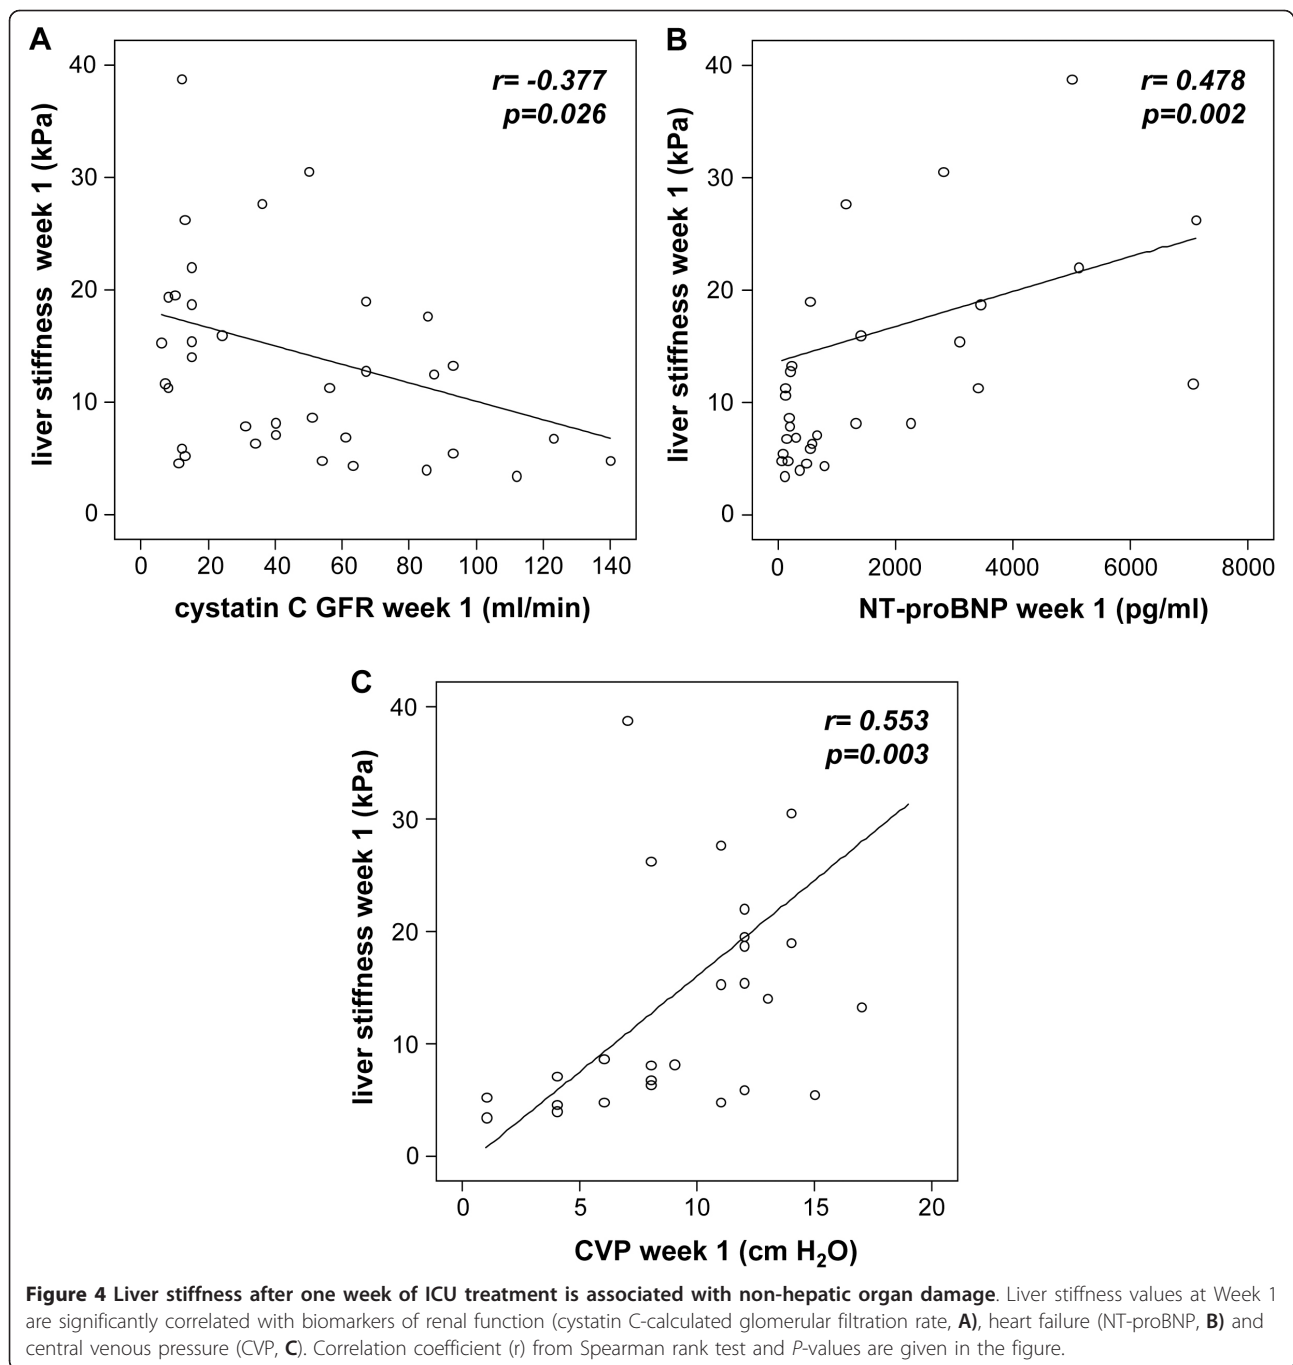 A
r= -0.377
p=0.026
liver stiffness week 1 (kPa)
40
30
20
10
0
0 20 40 60 80 100 120 140
cystatin C GFR week 1 (ml/min)
B
r= 0.478
p=0.002
liver stiffness week 1 (kPa)
40
30
20
10
0
0 2000 4000 6000 8000
NT-proBNP week 1 (pg/ml)
C
r= 0.553
p=0.003
liver stiffness week 1 (kPa)
40
30
20
10
0
0 5 10 15 20
CVP week 1 (cm H₂O)
Figure 4 Liver stiffness after one week of ICU treatment is associated with non-hepatic organ damage. Liver stiffness values at Week 1
are significantly correlated with biomarkers of renal function (cystatin C-calculated glomerular filtration rate, A), heart failure (NT-proBNP, B) and
central venous pressure (CVP, C). Correlation coefficient (r) from Spearman rank test and P-values are given in the figure.